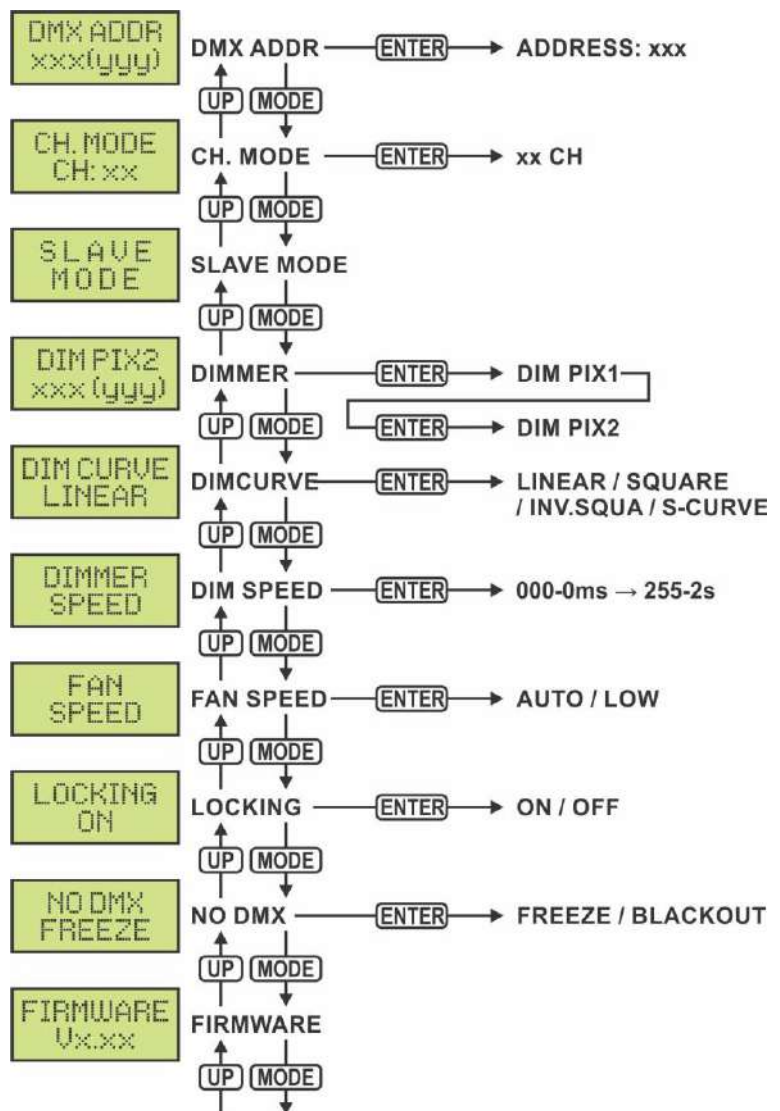 DMX ADDR
xxx(yyy)
DMX ADDR ENTER ADDRESS: xxx
UP MODE
CH. MODE
CH: xx
CH. MODE ENTER xx CH
UP MODE
SLAVE
MODE
SLAVE MODE
UP MODE
DIM PIX2
xxx(yyy)
DIMMER ENTER DIM PIX1
ENTER DIM PIX2
UP MODE
DIM CURVE
LINEAR
DIMCURVE ENTER LINEAR / SQUARE
/ INV.SQUA / S-CURVE
UP MODE
DIMMER
SPEED
DIM SPEED ENTER 000-0ms → 255-2s
UP MODE
FAN
SPEED
FAN SPEED ENTER AUTO / LOW
UP MODE
LOCKING
ON
LOCKING ENTER ON / OFF
UP MODE
NO DMX
FREEZE
NO DMX ENTER FREEZE / BLACKOUT
UP MODE
FIRMWARE
Vx.xx
FIRMWARE
UP MODE